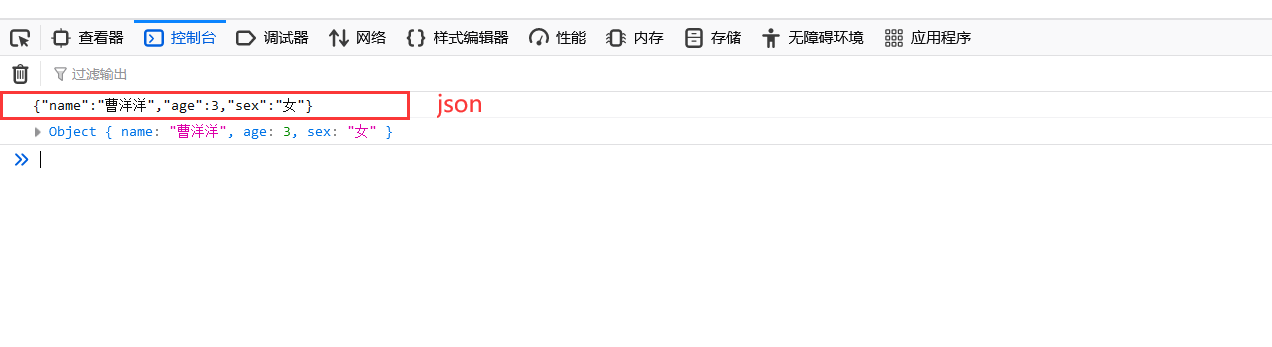 查看器 控制台 调试器 网络 样式编辑器 性能 内存 存储 无障碍环境 应用程序
过滤输出
{"name":"曹洋洋","age":3,"sex":"女"} json
Object { name: "曹洋洋", age: 3, sex: "女" }